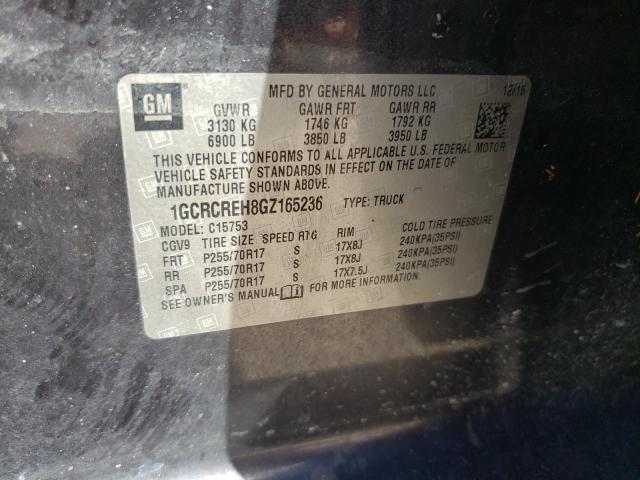 GM
MFD BY GENERAL MOTORS LLC 12/15
GVWR GAWR FRT GAWR RR
3130 KG 1746 KG 1792 KG
6900 LB 3850 LB 3950 LB
THIS VEHICLE CONFORMS TO ALL APPLICABLE U.S. FEDERAL MOTOR
VEHICLE SAFETY STANDARDS IN EFFECT ON THE DATE OF
MANUFACTURE SHOWN ABOVE.
1GCRCREH8GZ165236 TYPE: TRUCK
MODEL: C15753
CGV9 TIRE SIZE SPEED RTG RIM COLD TIRE PRESSURE
FRT P255/70R17 S 17X8J 240KPA(35PSI)
RR P255/70R17 S 17X8J 240KPA(35PSI)
SPA P255/70R17 S 17X7.5J 240KPA(35PSI)
SEE OWNER'S MANUAL FOR MORE INFORMATION.